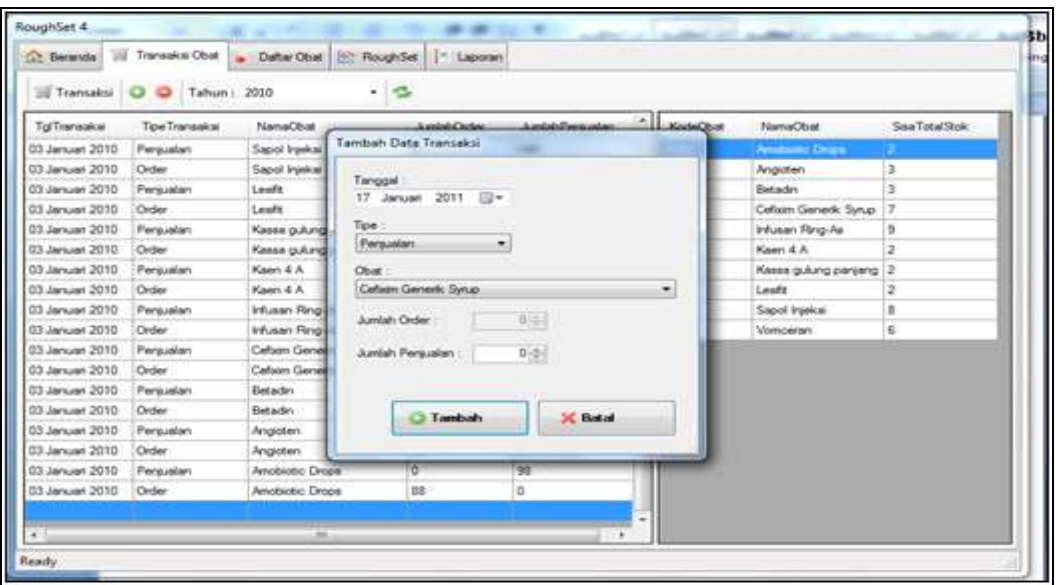 RoughSet 4
Beranda Transaksi Obat Daftar Obat RoughSet Laporan
Transaksi Tahun : 2010
TglTransaksi TipeTransaksi NamaObat JumlahOrder JumlahPenjualan KodeObat NamaObat SisaTotalStok
03 Januari 2010 Penjualan Sapol Injeksi Amobiotic Drops 2
03 Januari 2010 Order Sapol Injeksi Angioten 3
03 Januari 2010 Penjualan Lesifit Betadin 3
03 Januari 2010 Order Lesifit Cefixim Generik Syrup 7
03 Januari 2010 Penjualan Kassa gulung Infusan Ring-As 9
03 Januari 2010 Order Kassa gulung Kaen 4 A 2
03 Januari 2010 Penjualan Kaen 4 A Kassa gulung panjang 2
03 Januari 2010 Order Kaen 4 A Lesifit 2
03 Januari 2010 Penjualan Infusan Ring Sapol Injeksi 8
03 Januari 2010 Order Infusan Ring Vomceran 6
03 Januari 2010 Penjualan Cefixim Gener
03 Januari 2010 Order Cefixim Gener
03 Januari 2010 Penjualan Betadin
03 Januari 2010 Order Betadin
03 Januari 2010 Penjualan Angioten
03 Januari 2010 Order Angioten
03 Januari 2010 Penjualan Amobiotic Drops 0 98
03 Januari 2010 Order Amobiotic Drops 88 0
Tambah Data Transaksi
Tanggal :
17 Januari 2011
Tipe :
Penjualan
Obat :
Cefixim Generik Syrup
Jumlah Order : 0
Jumlah Penjualan : 0
Tambah Batal
Ready